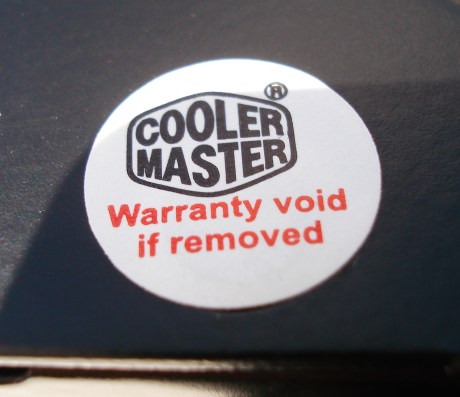 ®
COOLER
MASTER
Warranty void
if removed